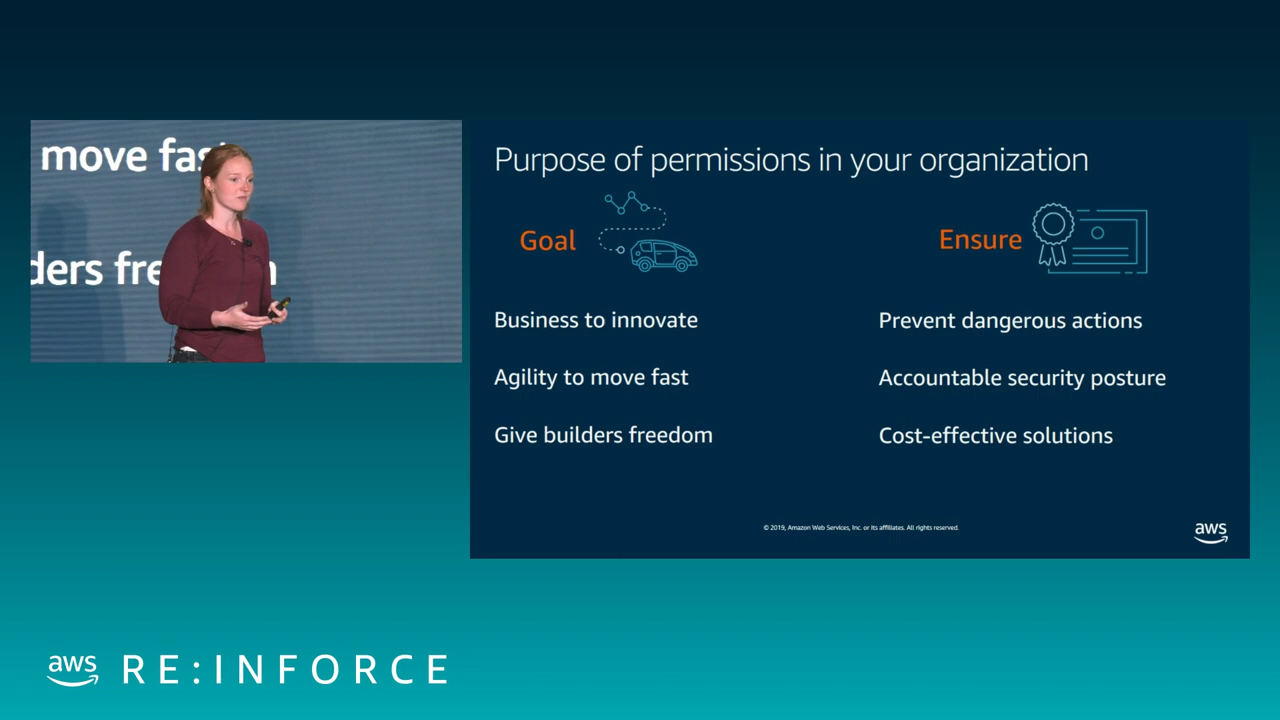 move fas
ders fre
Purpose of permissions in your organization
Goal
Ensure
Business to innovate
Prevent dangerous actions
Agility to move fast
Accountable security posture
Give builders freedom
Cost-effective solutions
© 2019, Amazon Web Services, Inc. or its affiliates. All rights reserved.
aws
aws RE:INFORCE